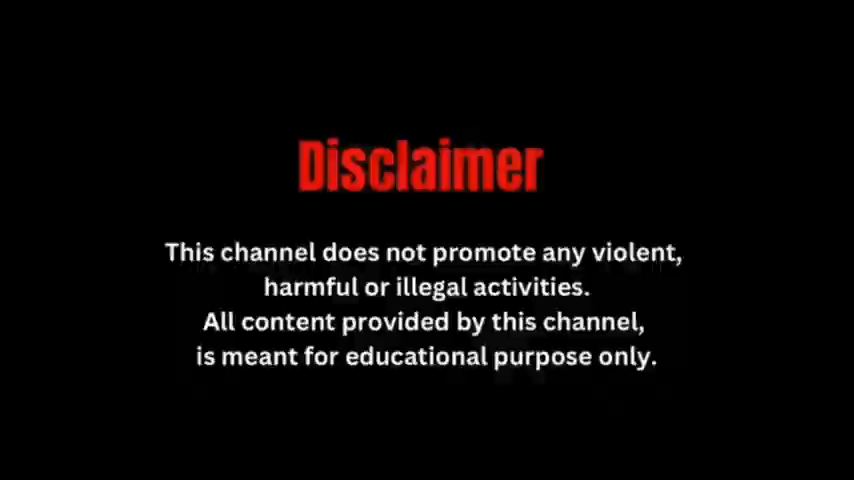 Disclaimer
This channel does not promote any violent,
harmful or illegal activities.
All content provided by this channel,
is meant for educational purpose only.